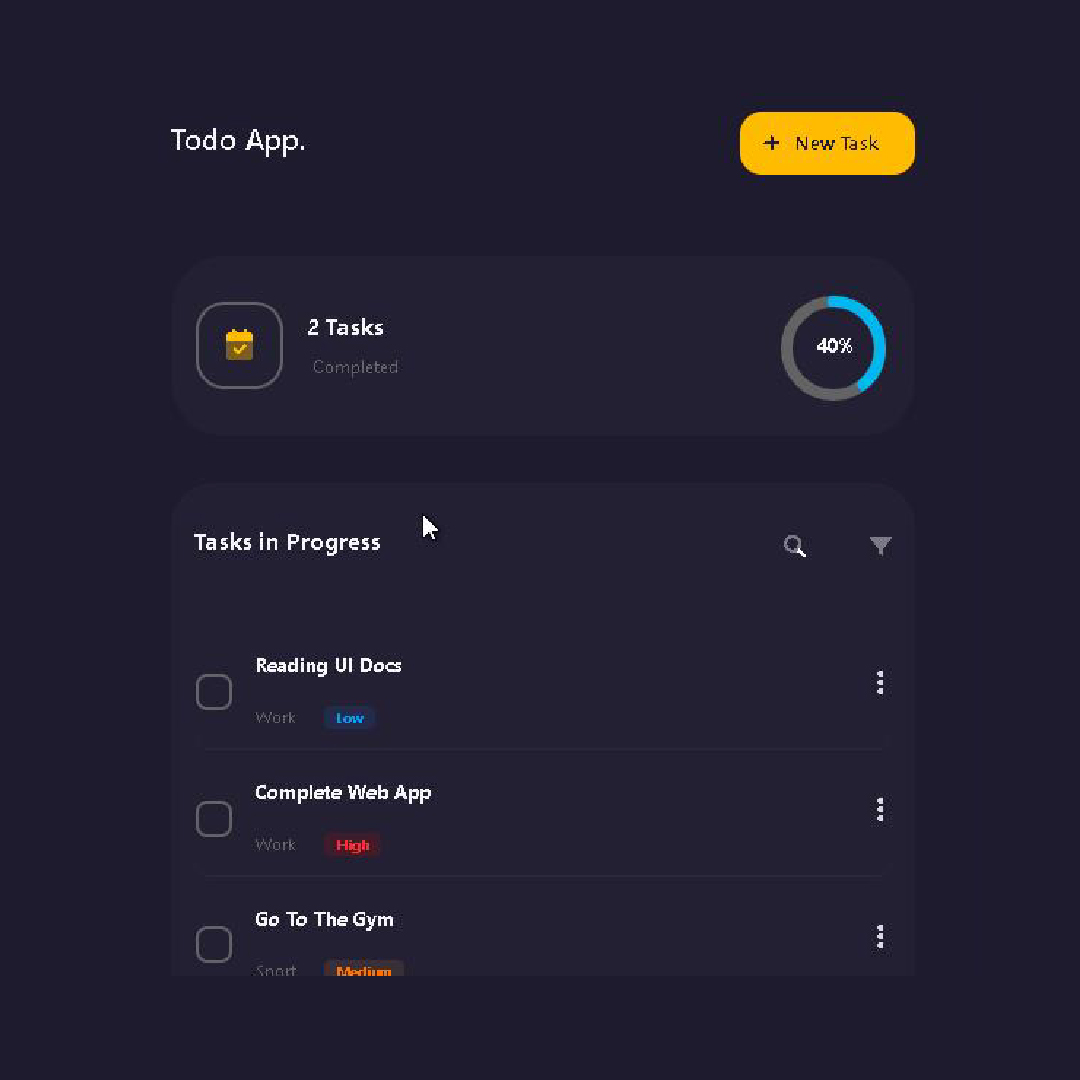 Todo App.
+ New Task
2 Tasks
Completed
40%
Tasks in Progress
Reading UI Docs
Work Low
Complete Web App
Work High
Go To The Gym
Sport Medium